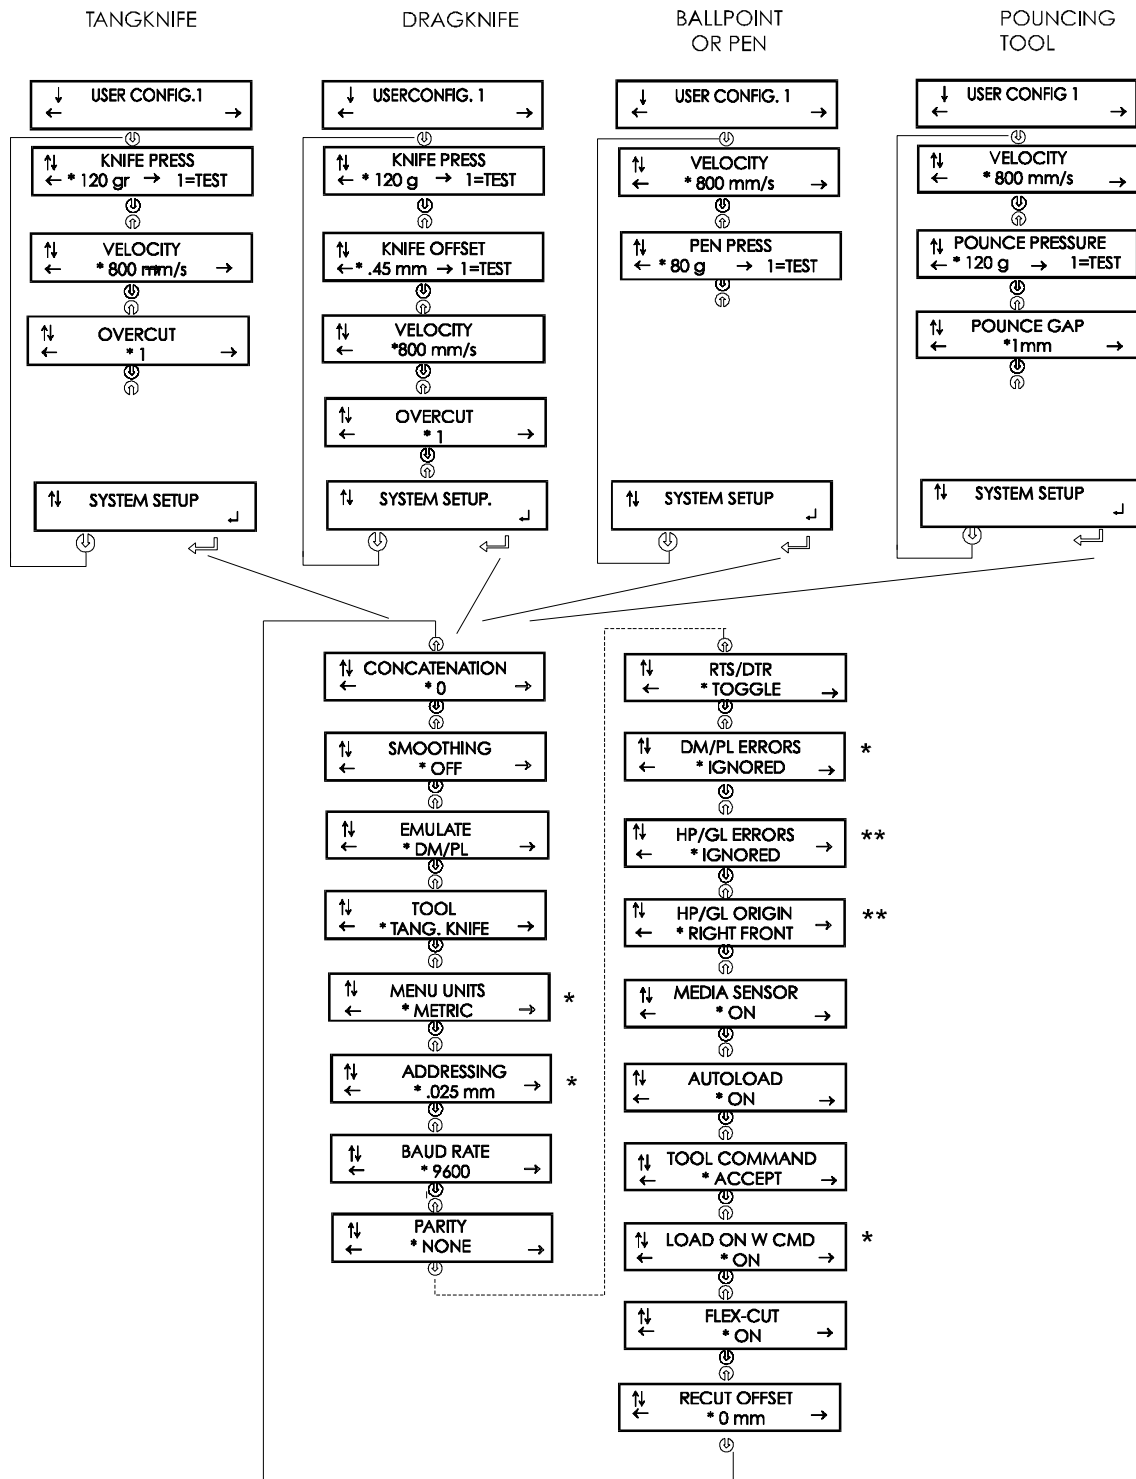 TANGKNIFE
↓ USER CONFIG.1
← →
↑↓ KNIFE PRESS
← * 120 gr → 1=TEST
↑↓ VELOCITY
← * 800 mm/s →
↑↓ OVERCUT
← * 1 →
↑↓ SYSTEM SETUP
↵
DRAGKNIFE
↓ USERCONFIG. 1
← →
↑↓ KNIFE PRESS
← * 120 g → 1=TEST
↑↓ KNIFE OFFSET
← * .45 mm → 1=TEST
↑↓ VELOCITY
← *800 mm/s
↑↓ OVERCUT
← * 1 →
↑↓ SYSTEM SETUP.
↵
BALLPOINT
OR PEN
↓ USER CONFIG. 1
← →
↑↓ VELOCITY
← * 800 mm/s →
↑↓ PEN PRESS
← * 80 g → 1=TEST
↑↓ SYSTEM SETUP
↵
POUNCING
TOOL
↓ USER CONFIG 1
← →
↑↓ VELOCITY
← * 800 mm/s →
↑↓ POUNCE PRESSURE
← * 120 g → 1=TEST
↑↓ POUNCE GAP
← *1mm →
↑↓ SYSTEM SETUP
↵
↑↓ CONCATENATION
← * 0 →
↑↓ SMOOTHING
← * OFF →
↑↓ EMULATE
← * DM/PL →
↑↓ TOOL
← * TANG. KNIFE →
↑↓ MENU UNITS *
← * METRIC →
↑↓ ADDRESSING *
← * .025 mm →
↑↓ BAUD RATE
← * 9600 →
↑↓ PARITY
← * NONE →
↑↓ RTS/DTR
← * TOGGLE →
↑↓ DM/PL ERRORS *
← * IGNORED →
↑↓ HP/GL ERRORS **
← * IGNORED →
↑↓ HP/GL ORIGIN **
← * RIGHT FRONT →
↑↓ MEDIA SENSOR
← * ON →
↑↓ AUTOLOAD
← * ON →
↑↓ TOOL COMMAND
← * ACCEPT →
↑↓ LOAD ON W CMD *
← * ON →
↑↓ FLEX-CUT
← * ON →
↑↓ RECUT OFFSET
← * 0 mm →